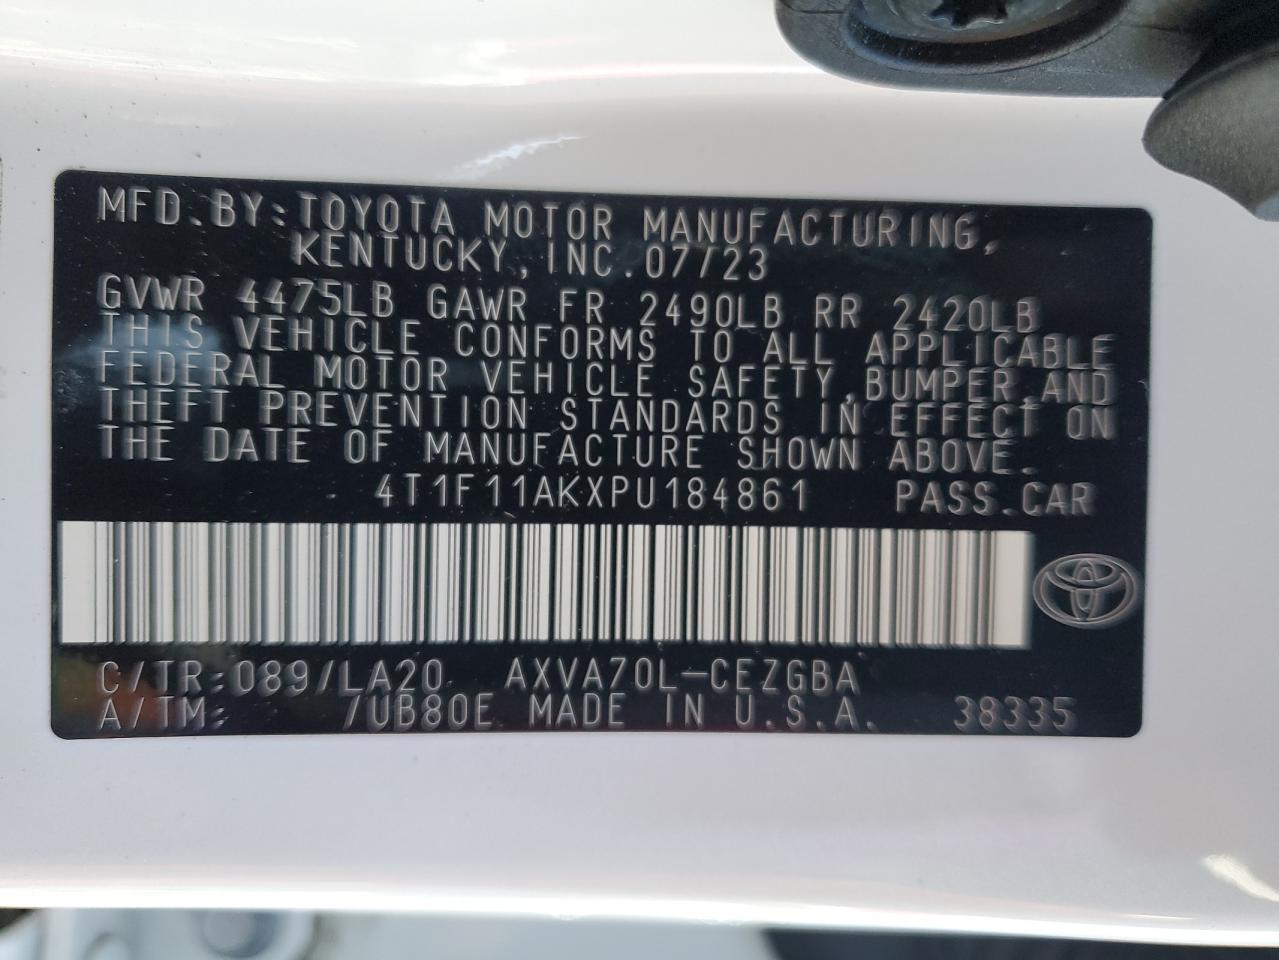 MFD.BY:TOYOTA MOTOR MANUFACTURING,
KENTUCKY, INC. 07/23
GVWR 4475LB GAWR FR 2490LB RR 2420LB
THIS VEHICLE CONFORMS TO ALL APPLICABLE
FEDERAL MOTOR VEHICLE SAFETY, BUMPER, AND
THEFT PREVENTION STANDARDS IN EFFECT ON
THE DATE OF MANUFACTURE SHOWN ABOVE.
4T1F11AKXPU184861 PASS.CAR
C/TR:089/LA20 AXVA70L-CEZGBA
A/TM: /UB80E MADE IN U.S.A. 38335